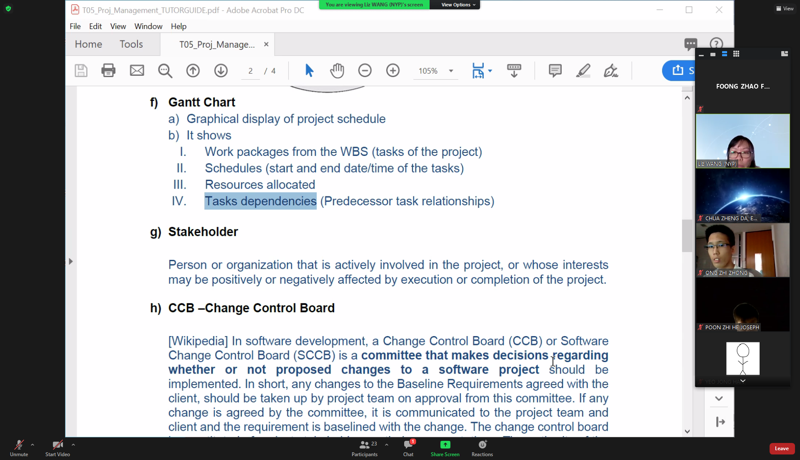 T05_Proj_Management_TUTORGUIDE.pdf - Adobe Acrobat Pro DC
You are viewing Liz WANG (NYP)'s screen
View Options
View
File Edit View Window Help
Home Tools T05_Proj_Manage... ×
2 / 4 105%
f) Gantt Chart
a) Graphical display of project schedule
b) It shows
I. Work packages from the WBS (tasks of the project)
II. Schedules (start and end date/time of the tasks)
III. Resources allocated
IV. Tasks dependencies (Predecessor task relationships)
g) Stakeholder
Person or organization that is actively involved in the project, or whose interests
may be positively or negatively affected by execution or completion of the project.
h) CCB –Change Control Board
[Wikipedia] In software development, a Change Control Board (CCB) or Software
Change Control Board (SCCB) is a committee that makes decisions regarding
whether or not proposed changes to a software project should be
implemented. In short, any changes to the Baseline Requirements agreed with the
client, should be taken up by project team on approval from this committee. If any
change is agreed by the committee, it is communicated to the project team and
client and the requirement is baselined with the change. The change control board
FOONG ZHAO F...
Liz WANG (NYP)
CHUA ZHENG DA, E...
ONG ZHI ZHONG
POON ZHI HE JOSEPH
Unmute
Start Video
23
Participants
Chat
Share Screen
Reactions
Leave